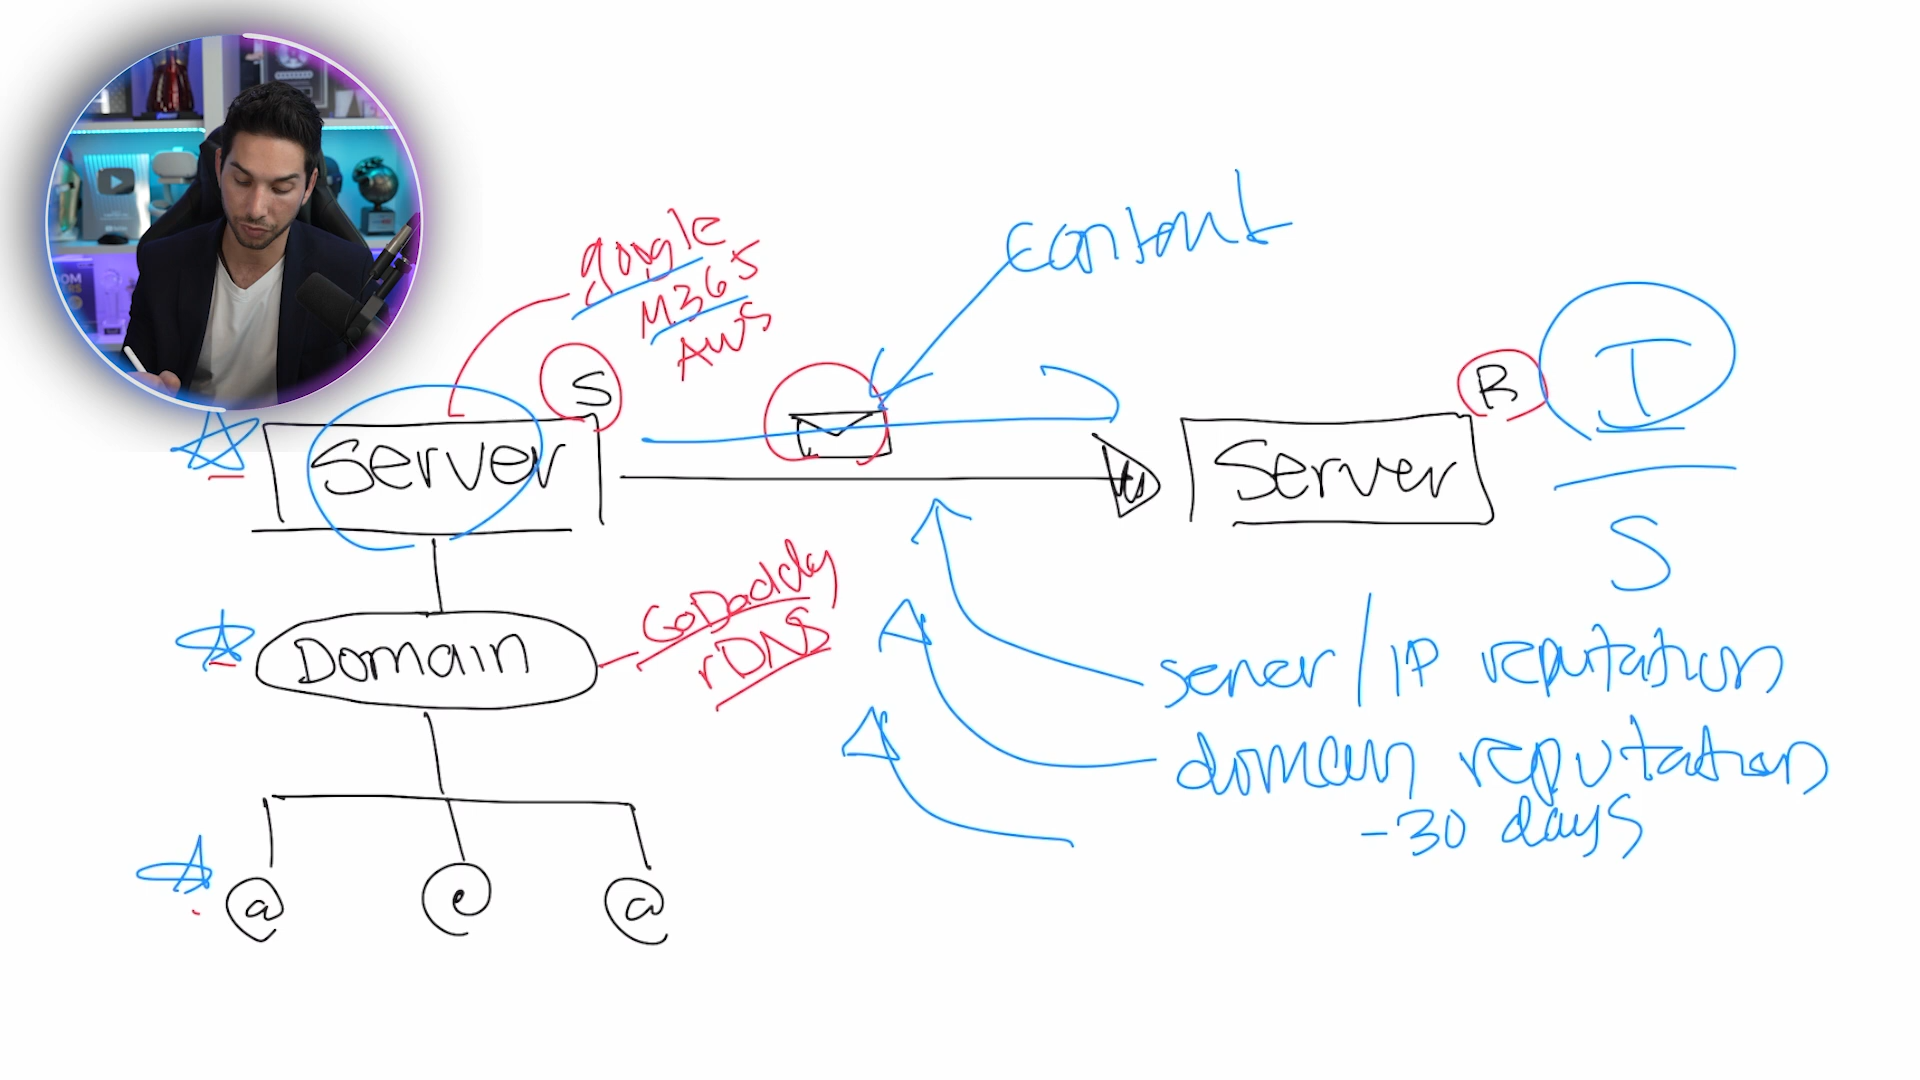 google
M365
AWS
content
S
R
I
Server
Server
S
Domain
GoDaddy
rDNS
server/IP reputation
domain reputation
-30 days
@
@
@